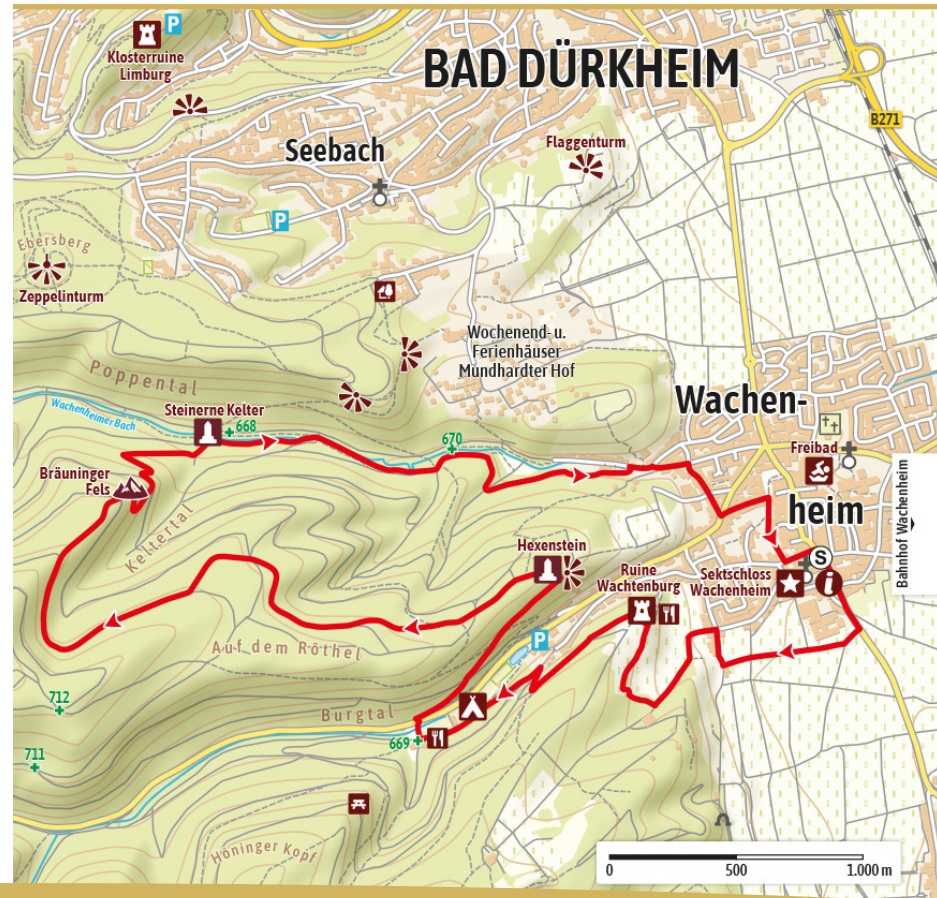 P
Klosterruine
Limburg
BAD DÜRKHEIM
B271
Seebach
Flaggenturm
P
Ebersberg
Zeppelinturm
Wochenend- u.
Ferienhäuser
Mundhardter Hof
Poppental
Wachenheimer Bach
Steinerne Kelter
668
670
Wachen-
heim
Freibad
Bräuninger
Fels
Keltertal
Bahnhof Wachenheim
Hexenstein
Ruine
Wachtenburg
Sektschloss
Wachenheim
S
i
P
Auf dem Röthel
712
711
Burgtal
669
Höninger Kopf
0 500 1.000 m